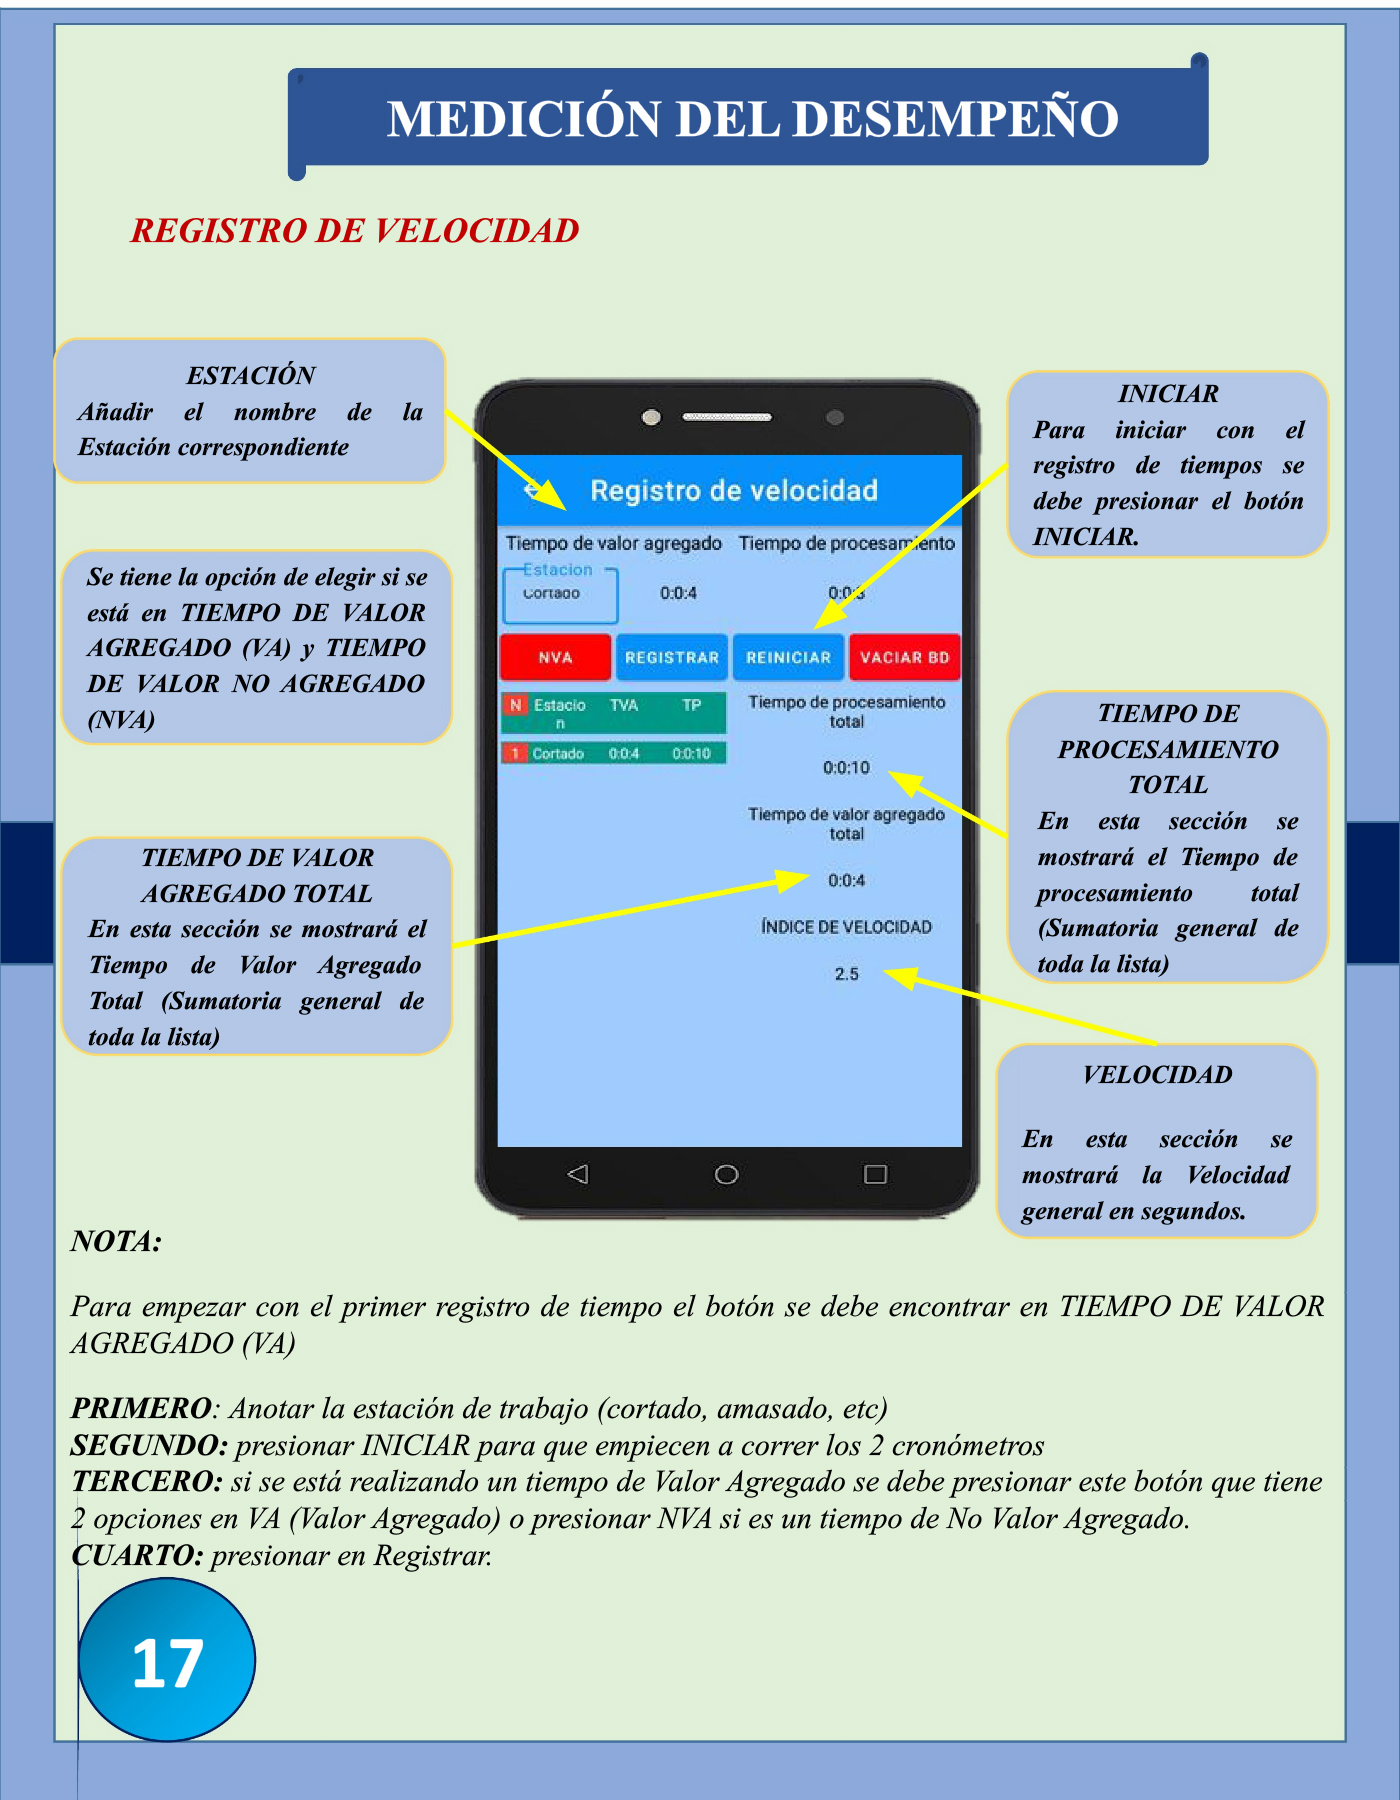 MEDICIÓN DEL DESEMPEÑO
REGISTRO DE VELOCIDAD
ESTACIÓN
Añadir el nombre de la
Estación correspondiente
Se tiene la opción de elegir si se
está en TIEMPO DE VALOR
AGREGADO (VA) y TIEMPO
DE VALOR NO AGREGADO
(NVA)
TIEMPO DE VALOR
AGREGADO TOTAL
En esta sección se mostrará el
Tiempo de Valor Agregado
Total (Sumatoria general de
toda la lista)
Registro de velocidad
Tiempo de valor agregado Tiempo de procesamiento
Estacion
Cortado 0:0:4
NVA REGISTRAR REINICIAR VACIAR BD
N Estacio TVA TP
n
1 Cortado 0:0:4 0:0:10
Tiempo de procesamiento
total
0:0:10
Tiempo de valor agregado
total
0:0:4
ÍNDICE DE VELOCIDAD
2.5
INICIAR
Para iniciar con el
registro de tiempos se
debe presionar el botón
INICIAR.
TIEMPO DE
PROCESAMIENTO
TOTAL
En esta sección se
mostrará el Tiempo de
procesamiento total
(Sumatoria general de
toda la lista)
VELOCIDAD
En esta sección se
mostrará la Velocidad
general en segundos.
NOTA:
Para empezar con el primer registro de tiempo el botón se debe encontrar en TIEMPO DE VALOR
AGREGADO (VA)
PRIMERO: Anotar la estación de trabajo (cortado, amasado, etc)
SEGUNDO: presionar INICIAR para que empiecen a correr los 2 cronómetros
TERCERO: si se está realizando un tiempo de Valor Agregado se debe presionar este botón que tiene
2 opciones en VA (Valor Agregado) o presionar NVA si es un tiempo de No Valor Agregado.
CUARTO: presionar en Registrar.
17